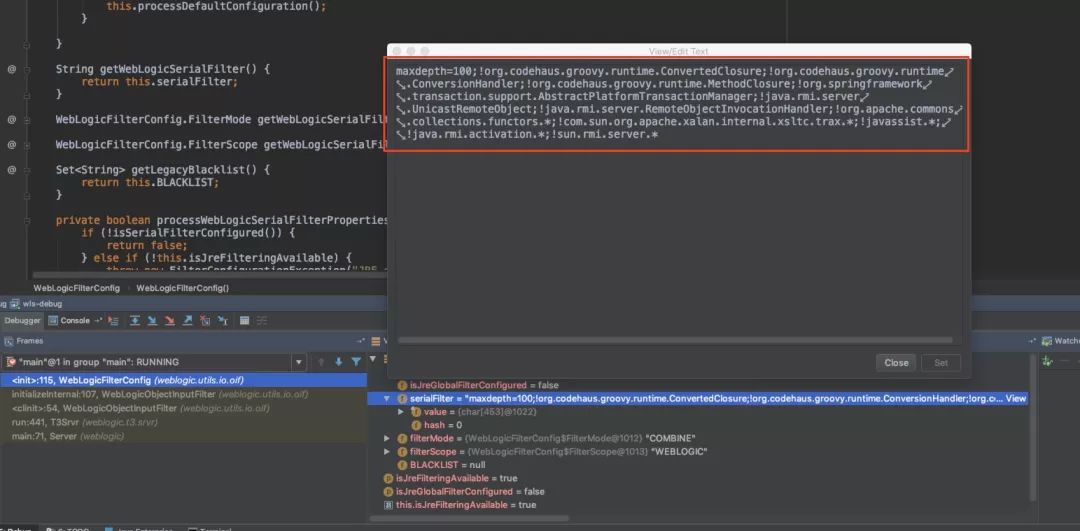 this.processDefaultConfiguration();
}
}
@ String getWebLogicSerialFilter() {
return this.serialFilter;
}
@ WebLogicFilterConfig.FilterMode getWebLogicSerialFi
@ WebLogicFilterConfig.FilterScope getWebLogicSerialFi
@ Set<String> getLegacyBlacklist() {
return this.BLACKLIST;
}
private boolean processWebLogicSerialFilterProperties
if (!isSerialFilterConfigured()) {
return false;
} else if (!this.isJreFilteringAvailable) {
throw new FilterConfigurationException("JRE
View/Edit Text
maxdepth=100;!org.codehaus.groovy.runtime.ConvertedClosure;!org.codehaus.groovy.runtime
.ConversionHandler;!org.codehaus.groovy.runtime.MethodClosure;!org.springframework
.transaction.support.AbstractPlatformTransactionManager;!java.rmi.server
.UnicastRemoteObject;!java.rmi.server.RemoteObjectInvocationHandler;!org.apache.commons
.collections.functors.*;!com.sun.org.apache.xalan.internal.xsltc.trax.*;!javassist.*;
!java.rmi.activation.*;!sun.rmi.server.*
Close
Set
WebLogicFilterConfig › WebLogicFilterConfig()
ug wls-debug
Debugger Console
Frames
Watche
"main"@1 in group "main": RUNNING
<init>:115, WebLogicFilterConfig (weblogic.utils.io.oif)
initializeInternal:107, WebLogicObjectInputFilter (weblogic.utils.io.oif)
<clinit>:54, WebLogicObjectInputFilter (weblogic.utils.io.oif)
run:441, T3Srvr (weblogic.t3.srvr)
main:71, Server (weblogic)
isJreGlobalFilterConfigured = false
serialFilter = "maxdepth=100;!org.codehaus.groovy.runtime.ConvertedClosure;!org.codehaus.groovy.runtime.ConversionHandler;!org.c... View
value = {char[453]@1022}
hash = 0
filterMode = {WebLogicFilterConfig$FilterMode@1012} "COMBINE"
filterScope = {WebLogicFilterConfig$FilterScope@1013} "WEBLOGIC"
BLACKLIST = null
isJreFilteringAvailable = true
isJreGlobalFilterConfigured = false
this.isJreFilteringAvailable = true